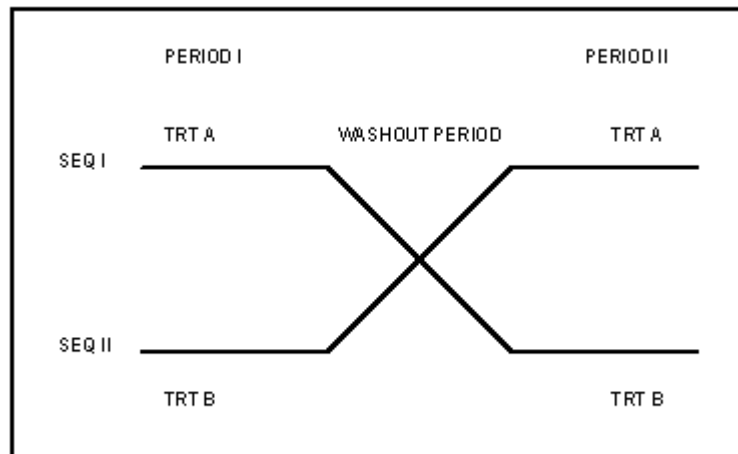 PERIOD I PERIOD II
TRT A WASHOUT PERIOD TRT A
SEQ I
SEQ II
TRT B TRT B